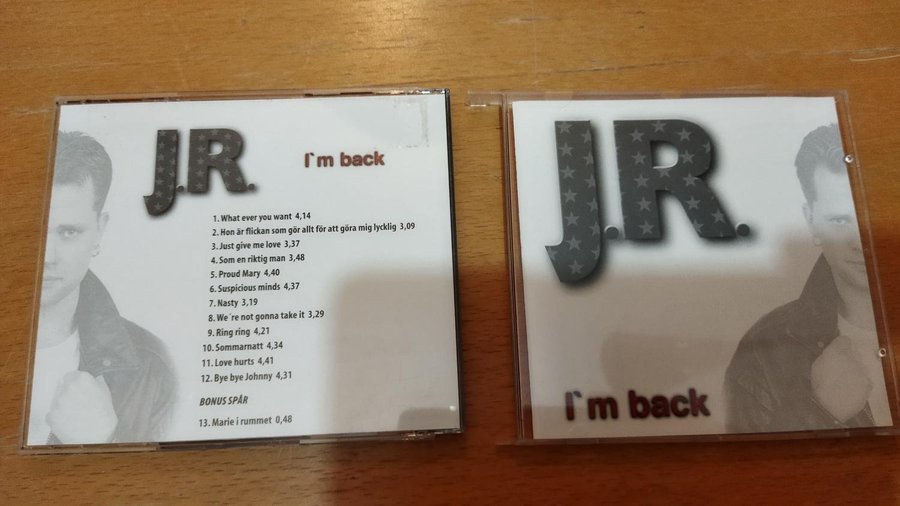 J.R.
I`m back
1. What ever you want 4,14
2. Hon är flickan som gör allt för att göra mig lycklig 3,09
3. Just give me love 3,37
4. Som en riktig man 3,48
5. Proud Mary 4,40
6. Suspicious minds 4,37
7. Nasty 3,19
8. We´re not gonna take it 3,29
9. Ring ring 4,21
10. Sommarnatt 4,34
11. Love hurts 4,41
12. Bye bye Johnny 4,31
BONUS SPÅR
13. Marie i rummet 0,48
J.R.
I`m back